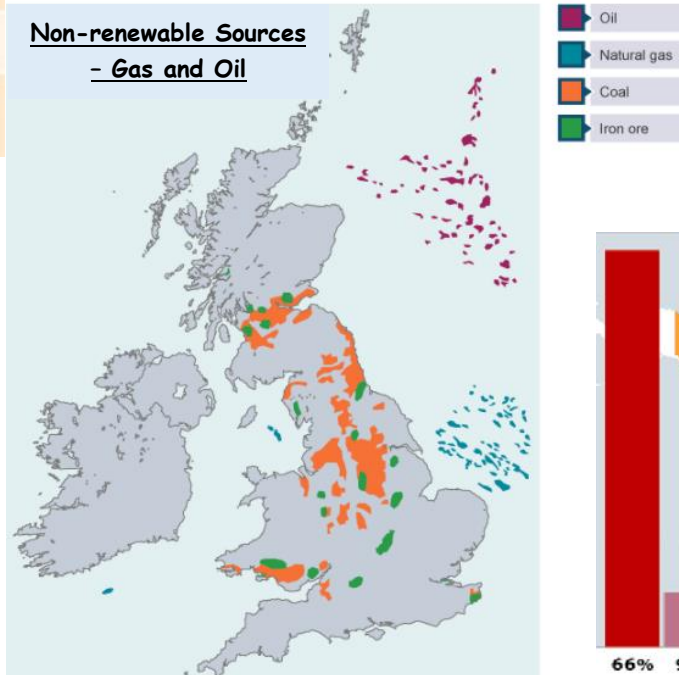 Non-renewable Sources
– Gas and Oil
Oil
Natural gas
Coal
Iron ore
66%